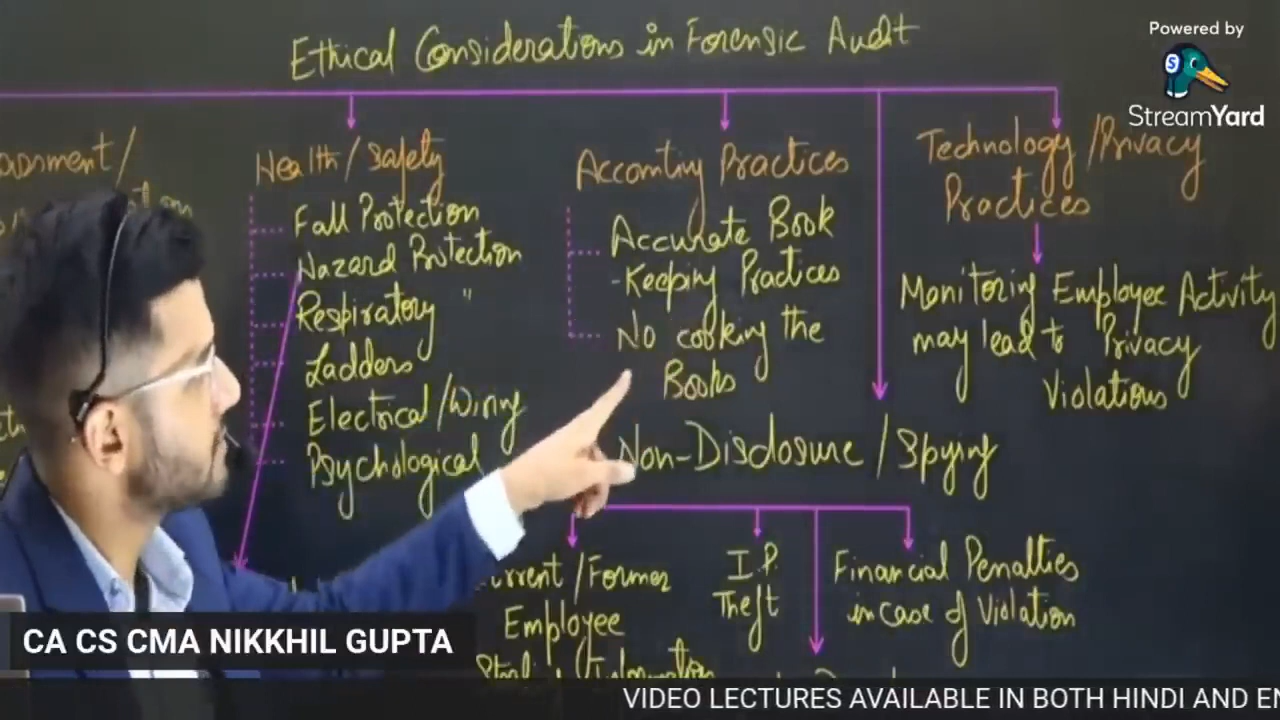 Ethical Considerations in Forensic Audit
Powered by
StreamYard
Health/Safety
Fall Protection
Hazard Protection
Respiratory "
Ladders
Electrical/Wiring
Psychological
Accounting Practices
Accurate Book
-Keeping Practices
No cooking the
Books
Technology/Privacy
Practices
Monitoring Employee Activity
may lead to Privacy
Violations
Non-Disclosure/Spying
/Former
Employee
I.P.
Theft
Financial Penalties
in case of Violation
CA CS CMA NIKKHIL GUPTA
VIDEO LECTURES AVAILABLE IN BOTH HINDI AND